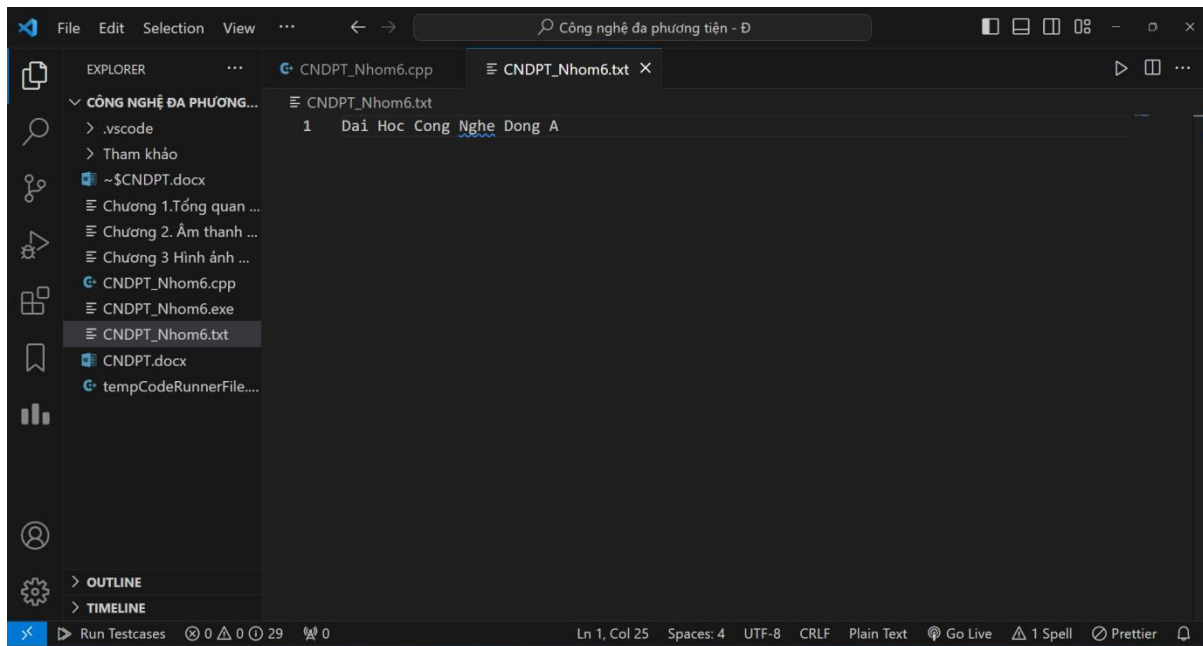 File Edit Selection View ··· Công nghệ đa phương tiện - Đ
EXPLORER ···
CÔNG NGHỆ ĐA PHƯƠNG...
.vscode
Tham khảo
~$CNDPT.docx
Chương 1.Tổng quan ...
Chương 2. Âm thanh ...
Chương 3 Hình ảnh ...
CNDPT_Nhom6.cpp
CNDPT_Nhom6.exe
CNDPT_Nhom6.txt
CNDPT.docx
tempCodeRunnerFile....
OUTLINE
TIMELINE
CNDPT_Nhom6.cpp CNDPT_Nhom6.txt
CNDPT_Nhom6.txt
1 Dai Hoc Cong Nghe Dong A
Run Testcases 0 0 29 0 Ln 1, Col 25 Spaces: 4 UTF-8 CRLF Plain Text Go Live 1 Spell Prettier